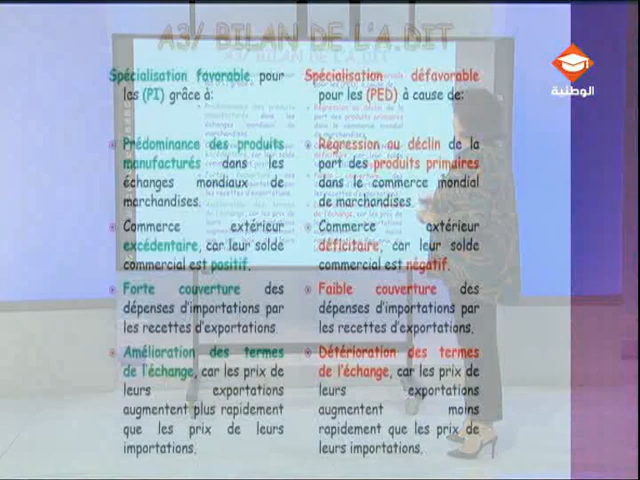 A3/ BILAN DE L'A.DIT
Spécialisation favorable pour
les (PI) grâce à:
Prédominance des produits
manufacturés dans les
échanges mondiaux de
marchandises.
Commerce extérieur
excédentaire, car leur solde
commercial est positif.
Forte couverture des
dépenses d'importations par
les recettes d'exportations.
Amélioration des termes
de l'échange, car les prix de
leurs exportations
augmentent plus rapidement
que les prix de leurs
importations.
Spécialisation défavorable
pour les (PED) à cause de:
Régression au déclin de la
part des produits primaires
dans le commerce mondial
de marchandises.
Commerce extérieur
déficitaire, car leur solde
commercial est négatif.
Faible couverture des
dépenses d'importations par
les recettes d'exportations.
Détérioration des termes
de l'échange, car les prix de
leurs exportations
augmentent moins
rapidement que les prix de
leurs importations.
الوطنية